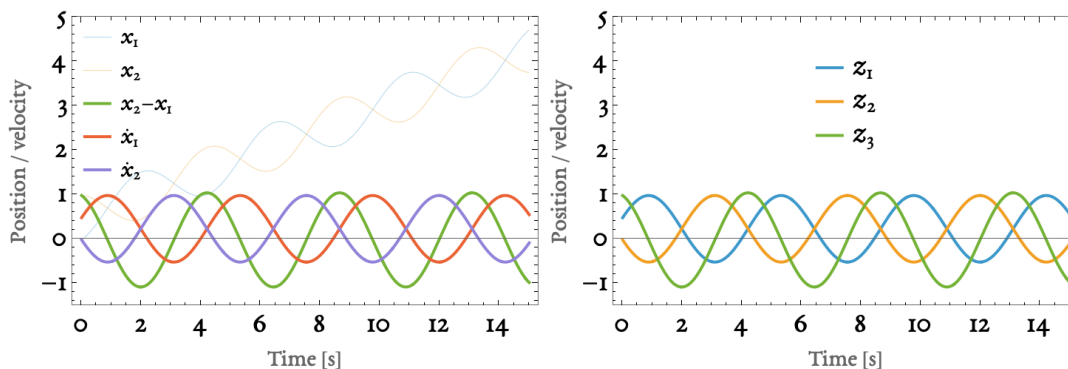 5
4
3
2
1
0
−1
Position / velocity
x₁
x₂
x₂−x₁
ẋ₁
ẋ₂
0 2 4 6 8 10 12 14
Time [s]
5
4
3
2
1
0
−1
Position / velocity
z₁
z₂
z₃
0 2 4 6 8 10 12 14
Time [s]